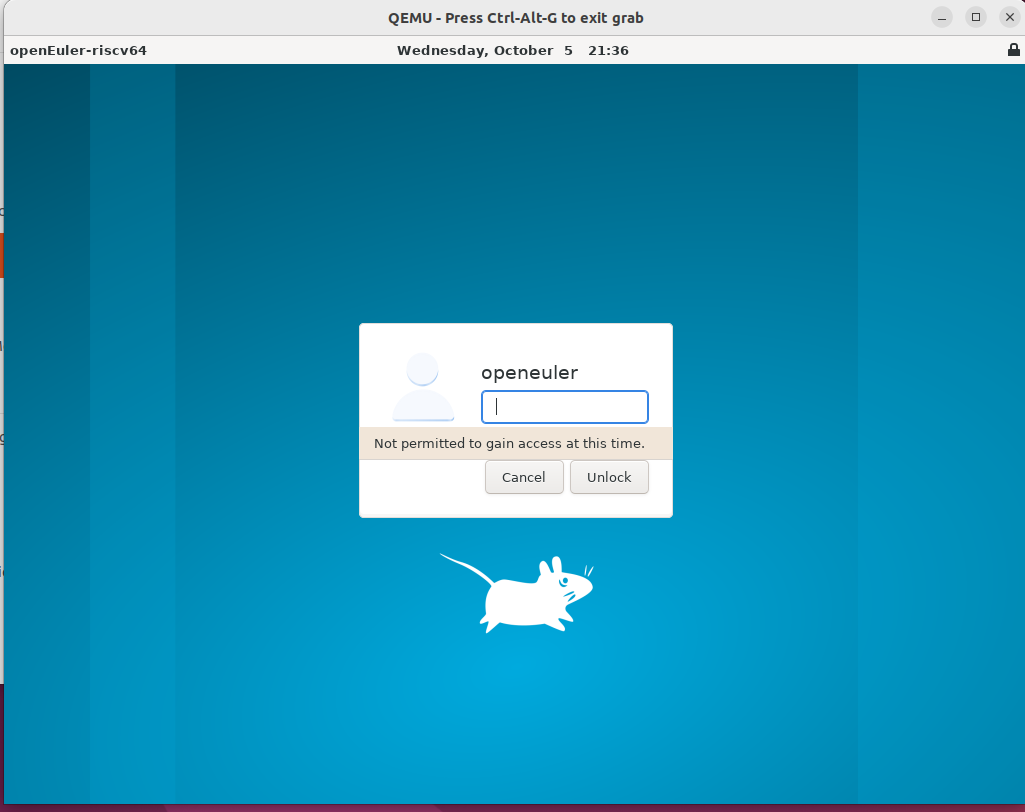 QEMU - Press Ctrl-Alt-G to exit grab
openEuler-riscv64 Wednesday, October 5 21:36
openeuler
Not permitted to gain access at this time.
Cancel Unlock